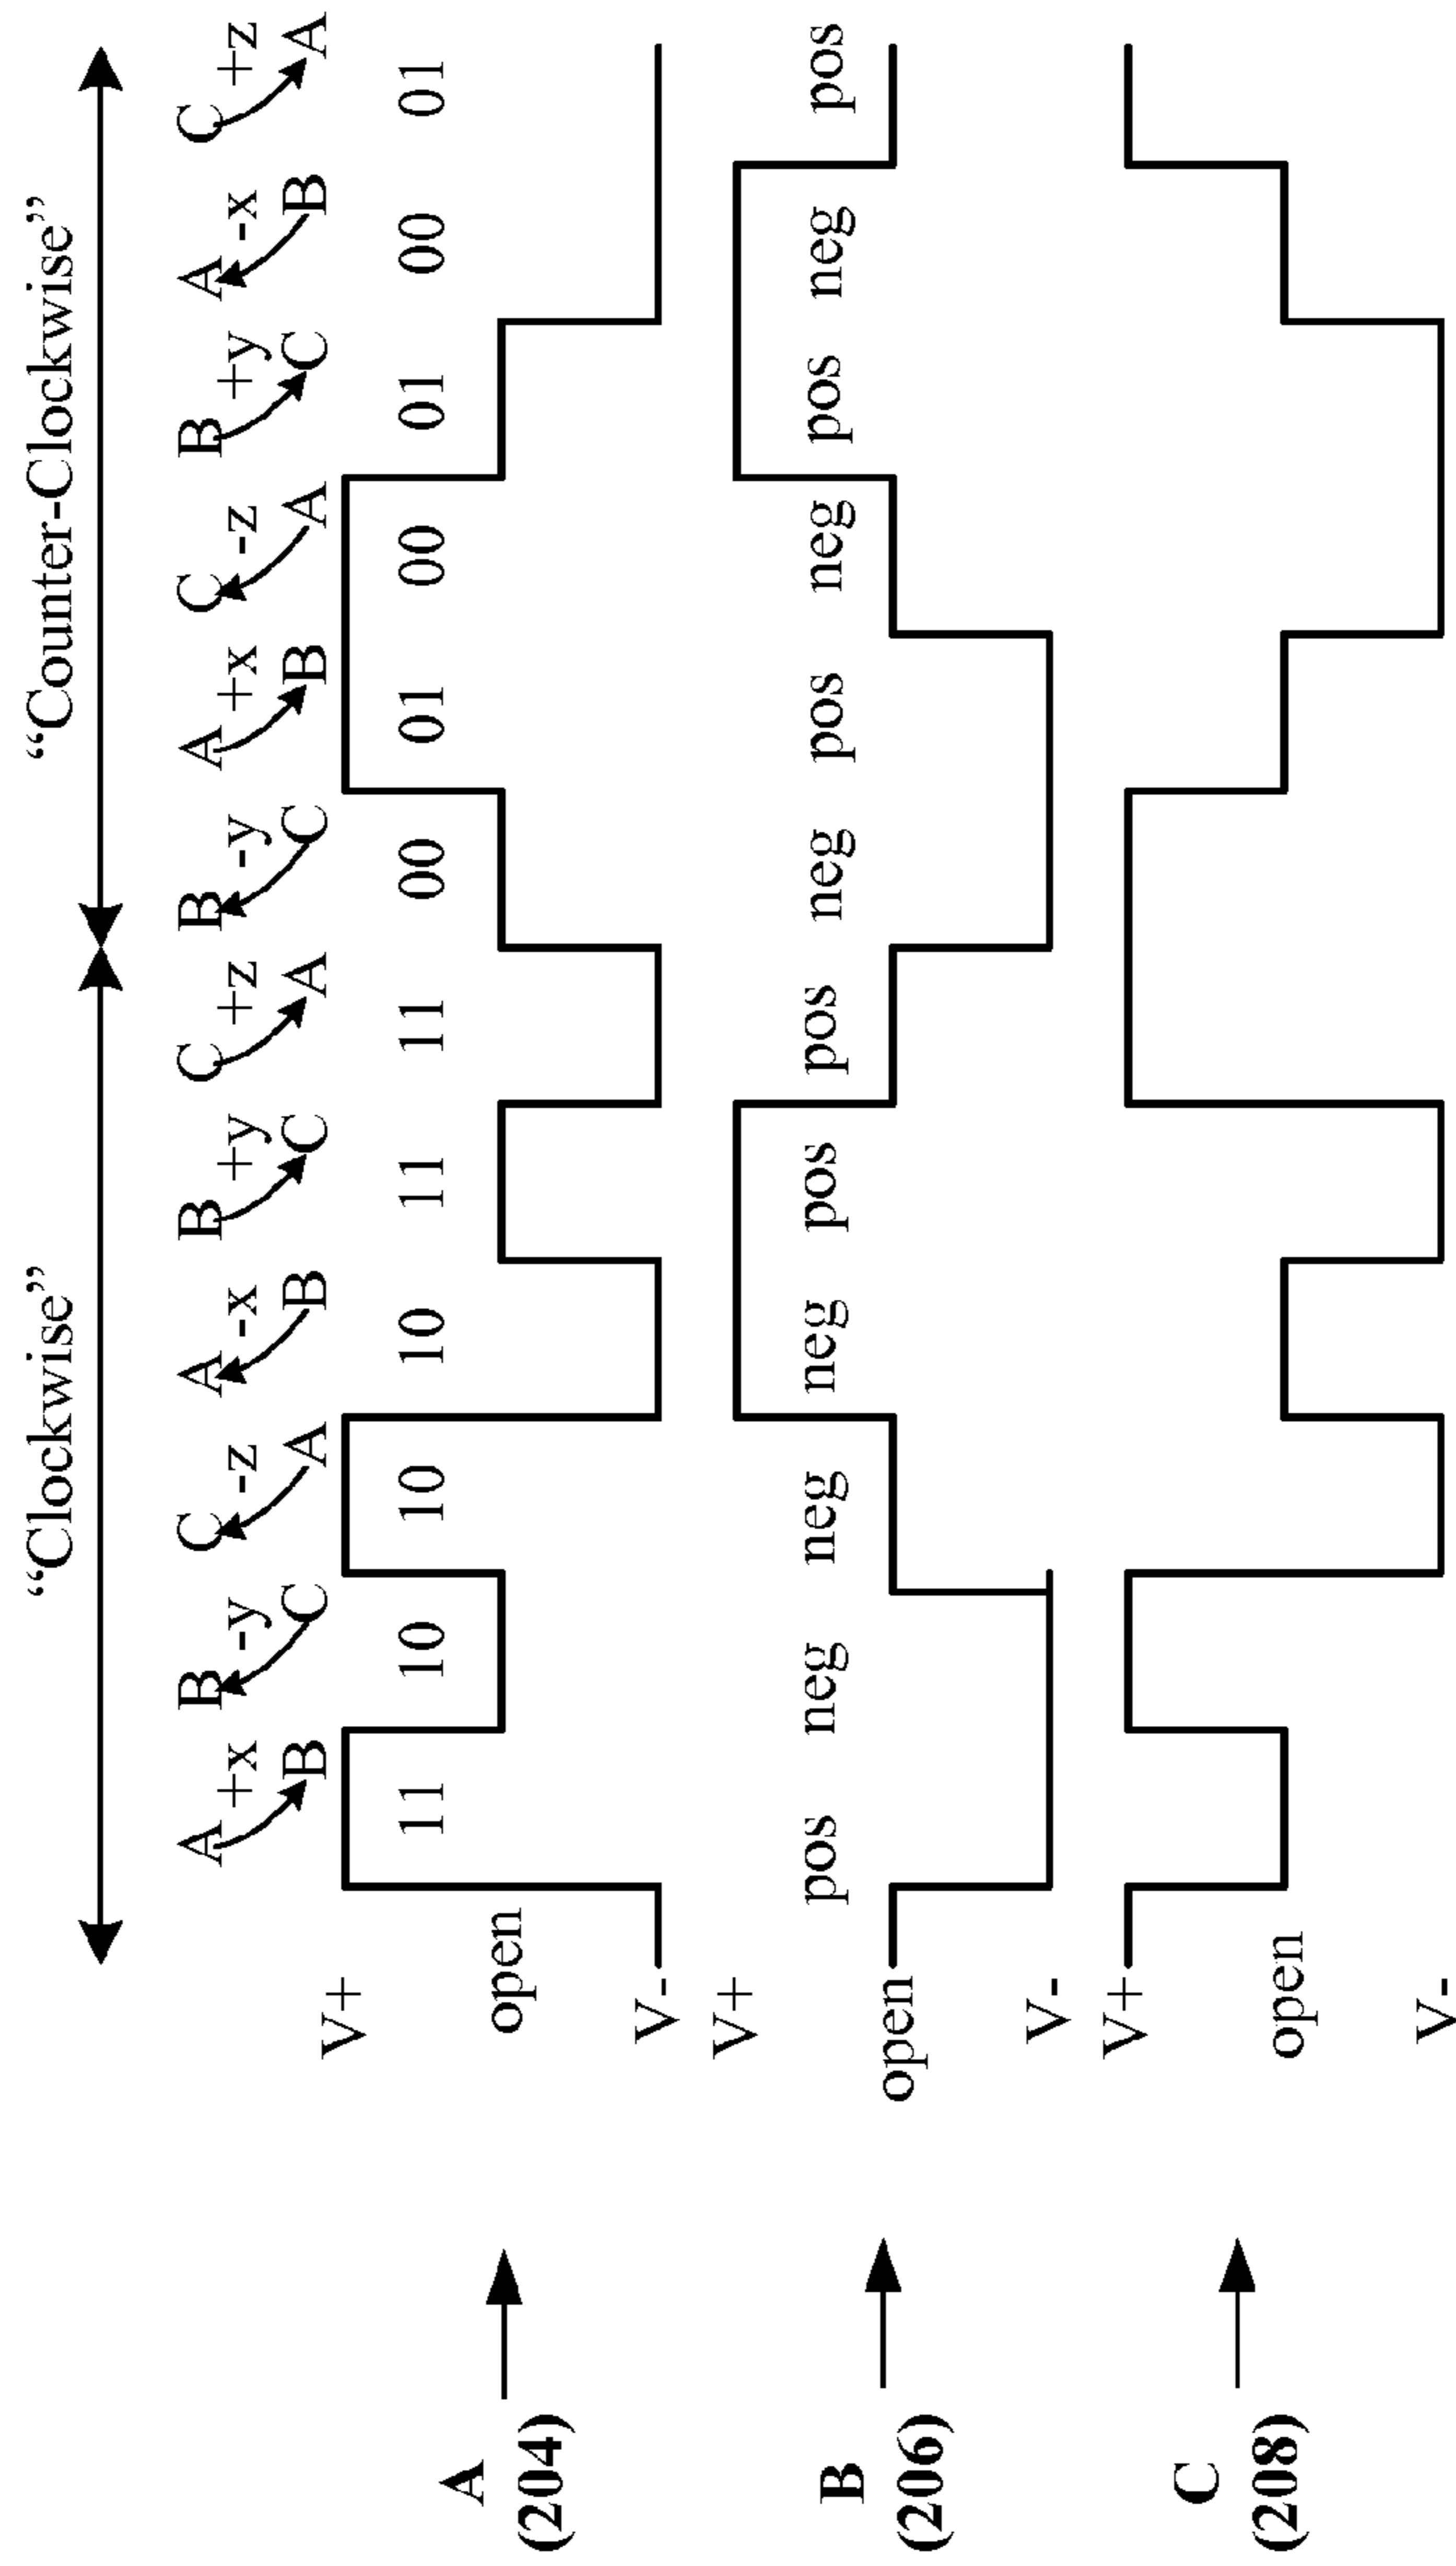 “Clockwise” “Counter-Clockwise”
A B C A B C B A C B A C
+x -y -z -x +y +z -y +x -z +y -x +z
B C A B C A C B A C B A
V+
11 10 10 10 11 11 00 01 00 01 00 01
A
(204)
open
V-
V+
pos neg neg neg pos pos neg pos neg pos neg pos
B
(206)
open
V-
V+
C
(208)
open
V-